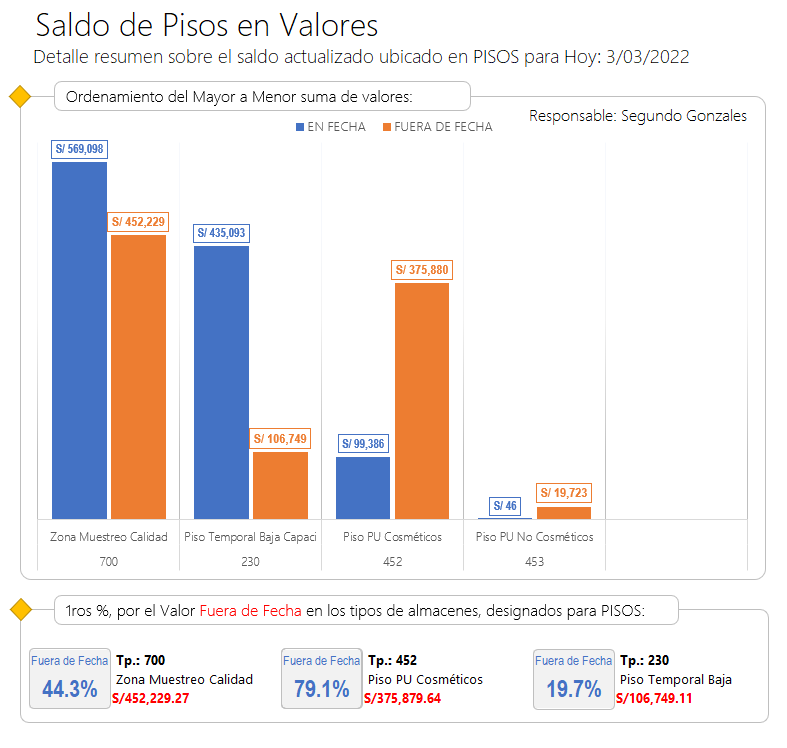 Saldo de Pisos en Valores
Detalle resumen sobre el saldo actualizado ubicado en PISOS para Hoy: 3/03/2022
Ordenamiento del Mayor a Menor suma de valores:
Responsable: Segundo Gonzales
EN FECHA FUERA DE FECHA
S/ 569,098
S/ 452,229
S/ 435,093
S/ 106,749
S/ 99,386
S/ 375,880
S/ 46
S/ 19,723
Zona Muestreo Calidad Piso Temporal Baja Capaci Piso PU Cosméticos Piso PU No Cosméticos
700 230 452 453
1ros %, por el Valor Fuera de Fecha en los tipos de almacenes, designados para PISOS:
Fuera de Fecha
44.3%
Tp.: 700
Zona Muestreo Calidad
S/452,229.27
Fuera de Fecha
79.1%
Tp.: 452
Piso PU Cosméticos
S/375,879.64
Fuera de Fecha
19.7%
Tp.: 230
Piso Temporal Baja
S/106,749.11